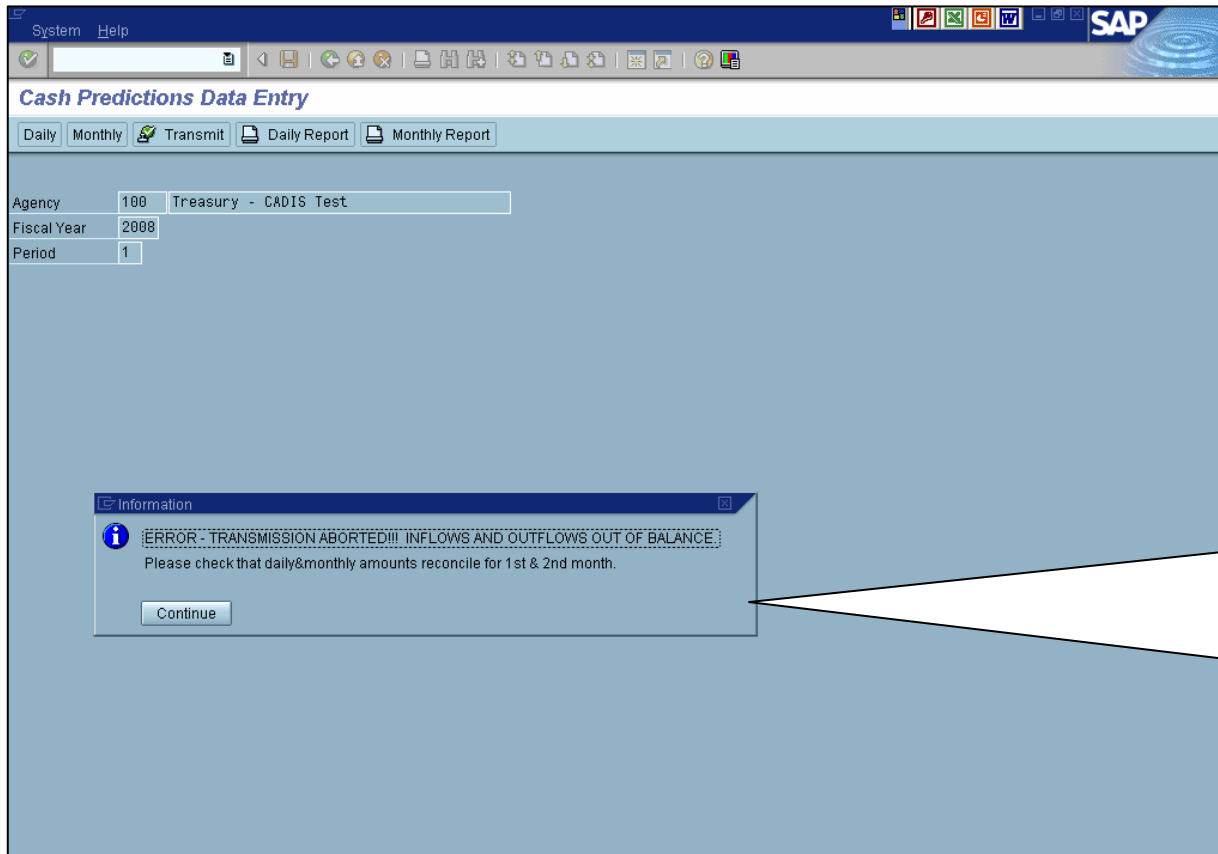 System Help
SAP
Cash Predictions Data Entry
Daily Monthly Transmit Daily Report Monthly Report
Agency 100 Treasury - CADIS Test
Fiscal Year 2008
Period 1
Information
ERROR - TRANSMISSION ABORTED!!! INFLOWS AND OUTFLOWS OUT OF BALANCE.
Please check that daily&monthly amounts reconcile for 1st & 2nd month.
Continue